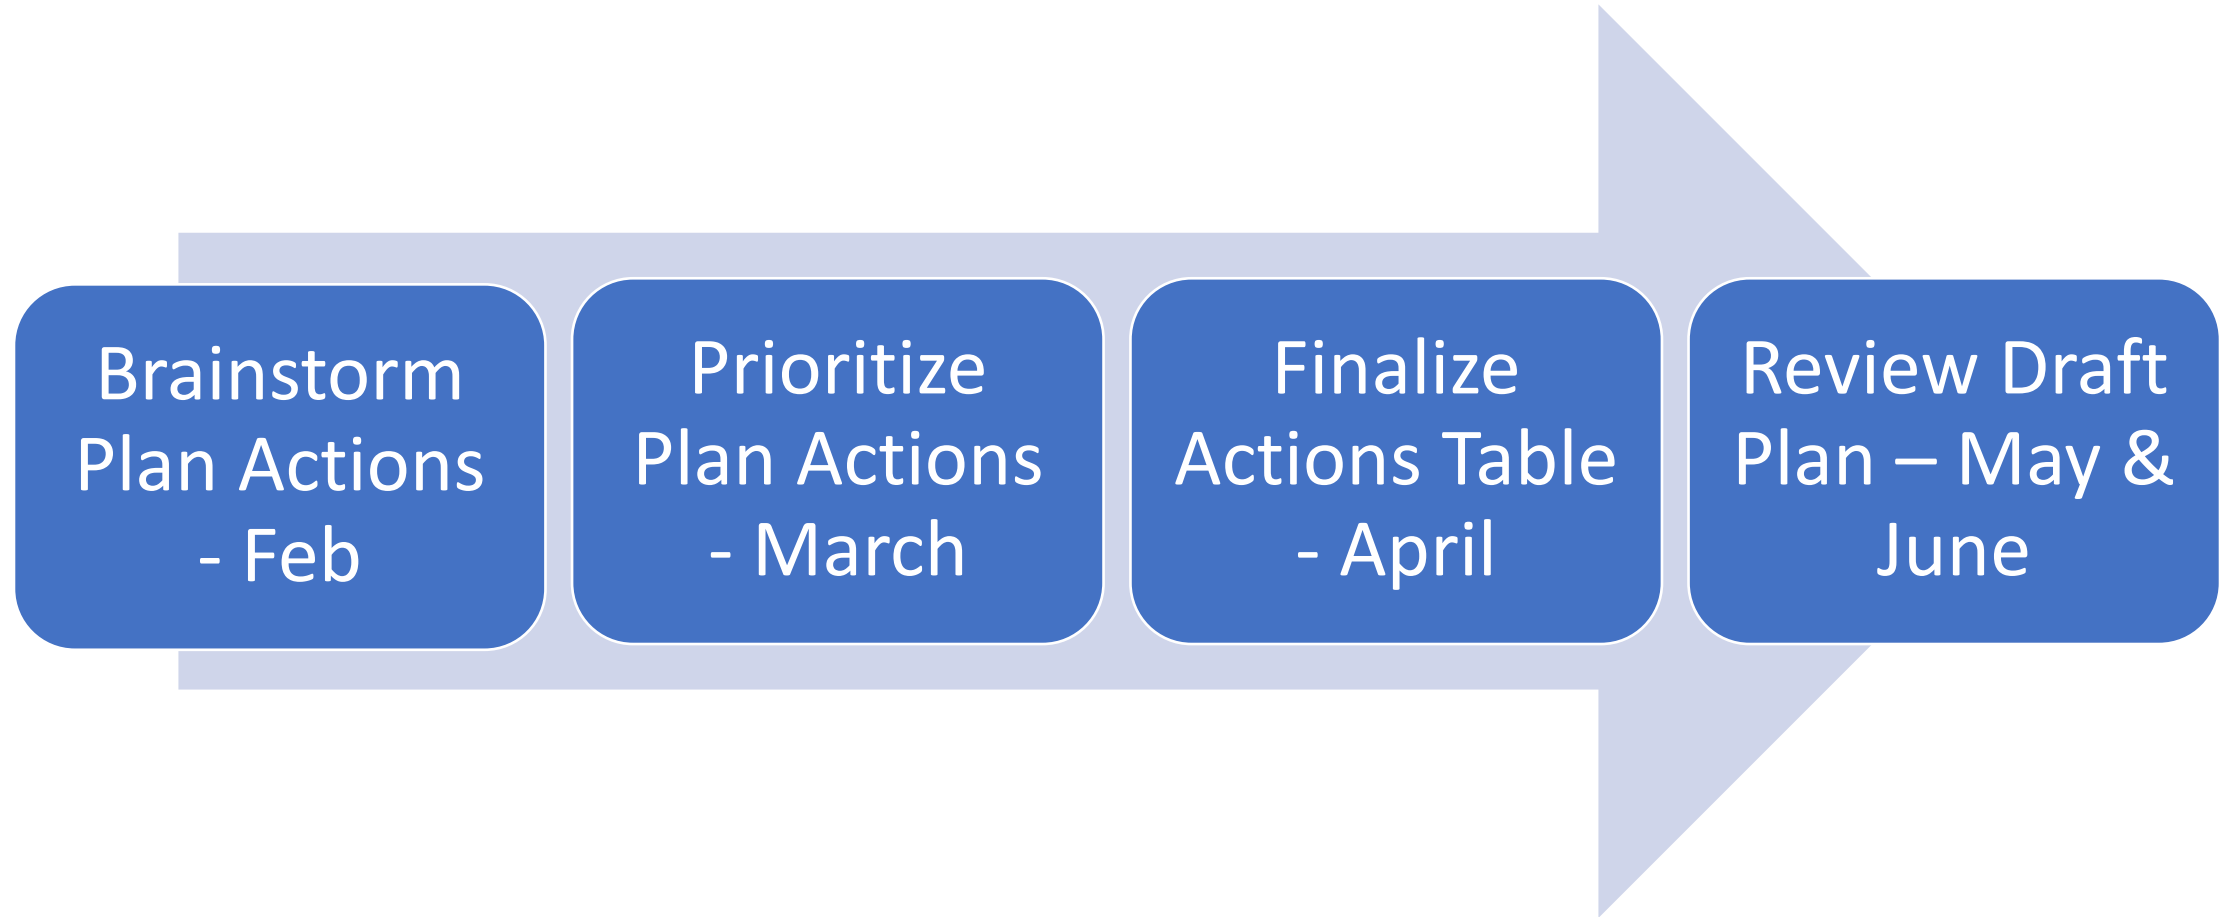 Brainstorm
Plan Actions
- Feb
Prioritize
Plan Actions
- March
Finalize
Actions Table
- April
Review Draft
Plan – May &
June